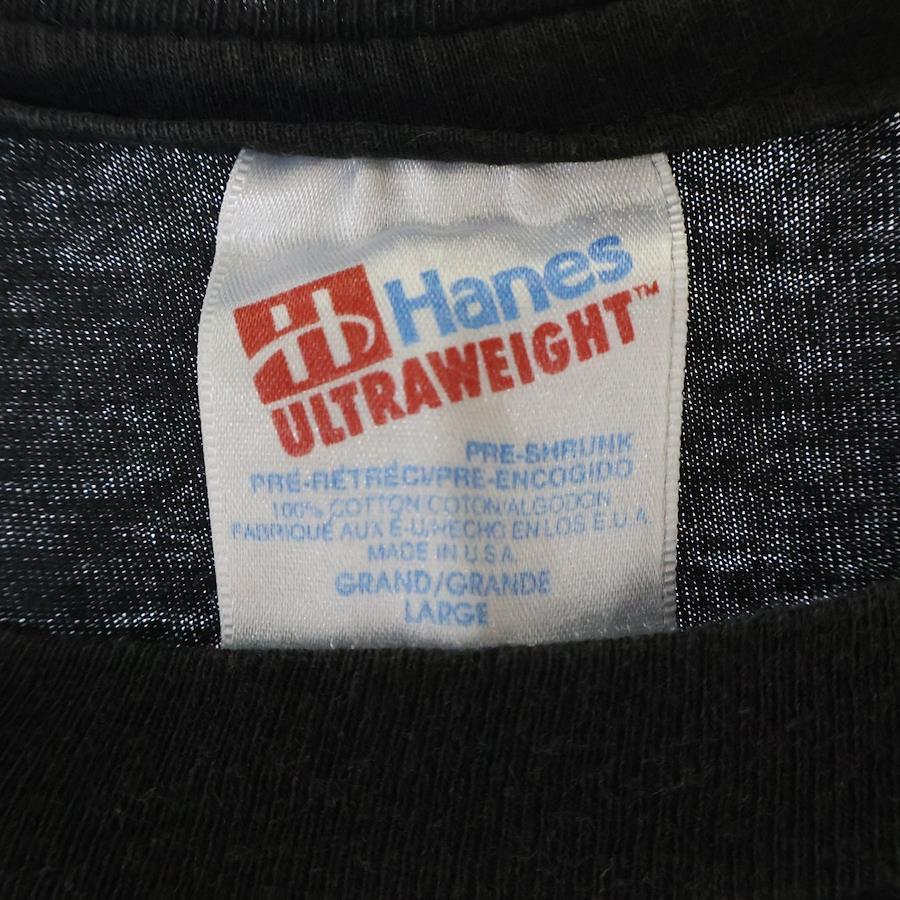 Hanes
ULTRAWEIGHT™
PRE-SHRUNK
PRÉ-RÉTRÉCI/PRE-ENCOGIDO
100% COTTON COTON/ALGODON
FABRIQUÉ AUX É-U/HECHO EN LOS E.U.A.
MADE IN U.S.A.
GRAND/GRANDE
LARGE